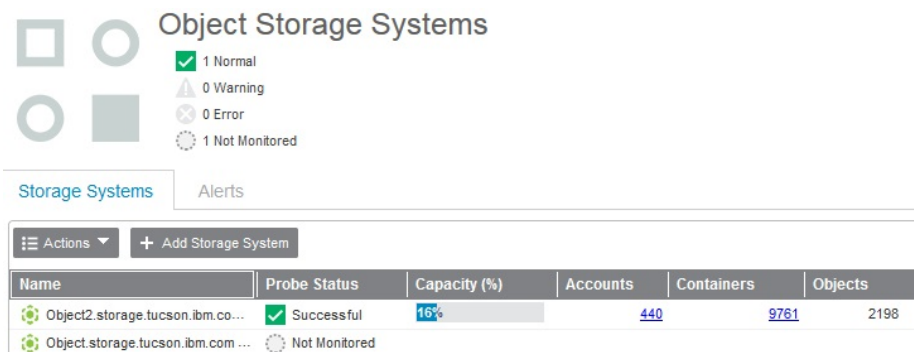 Object Storage Systems
1 Normal
0 Warning
0 Error
1 Not Monitored
Storage Systems Alerts
Actions + Add Storage System
Name Probe Status Capacity (%) Accounts Containers Objects
Object2.storage.tucson.ibm.co... Successful 16% 440 9761 2198
Object.storage.tucson.ibm.com ... Not Monitored